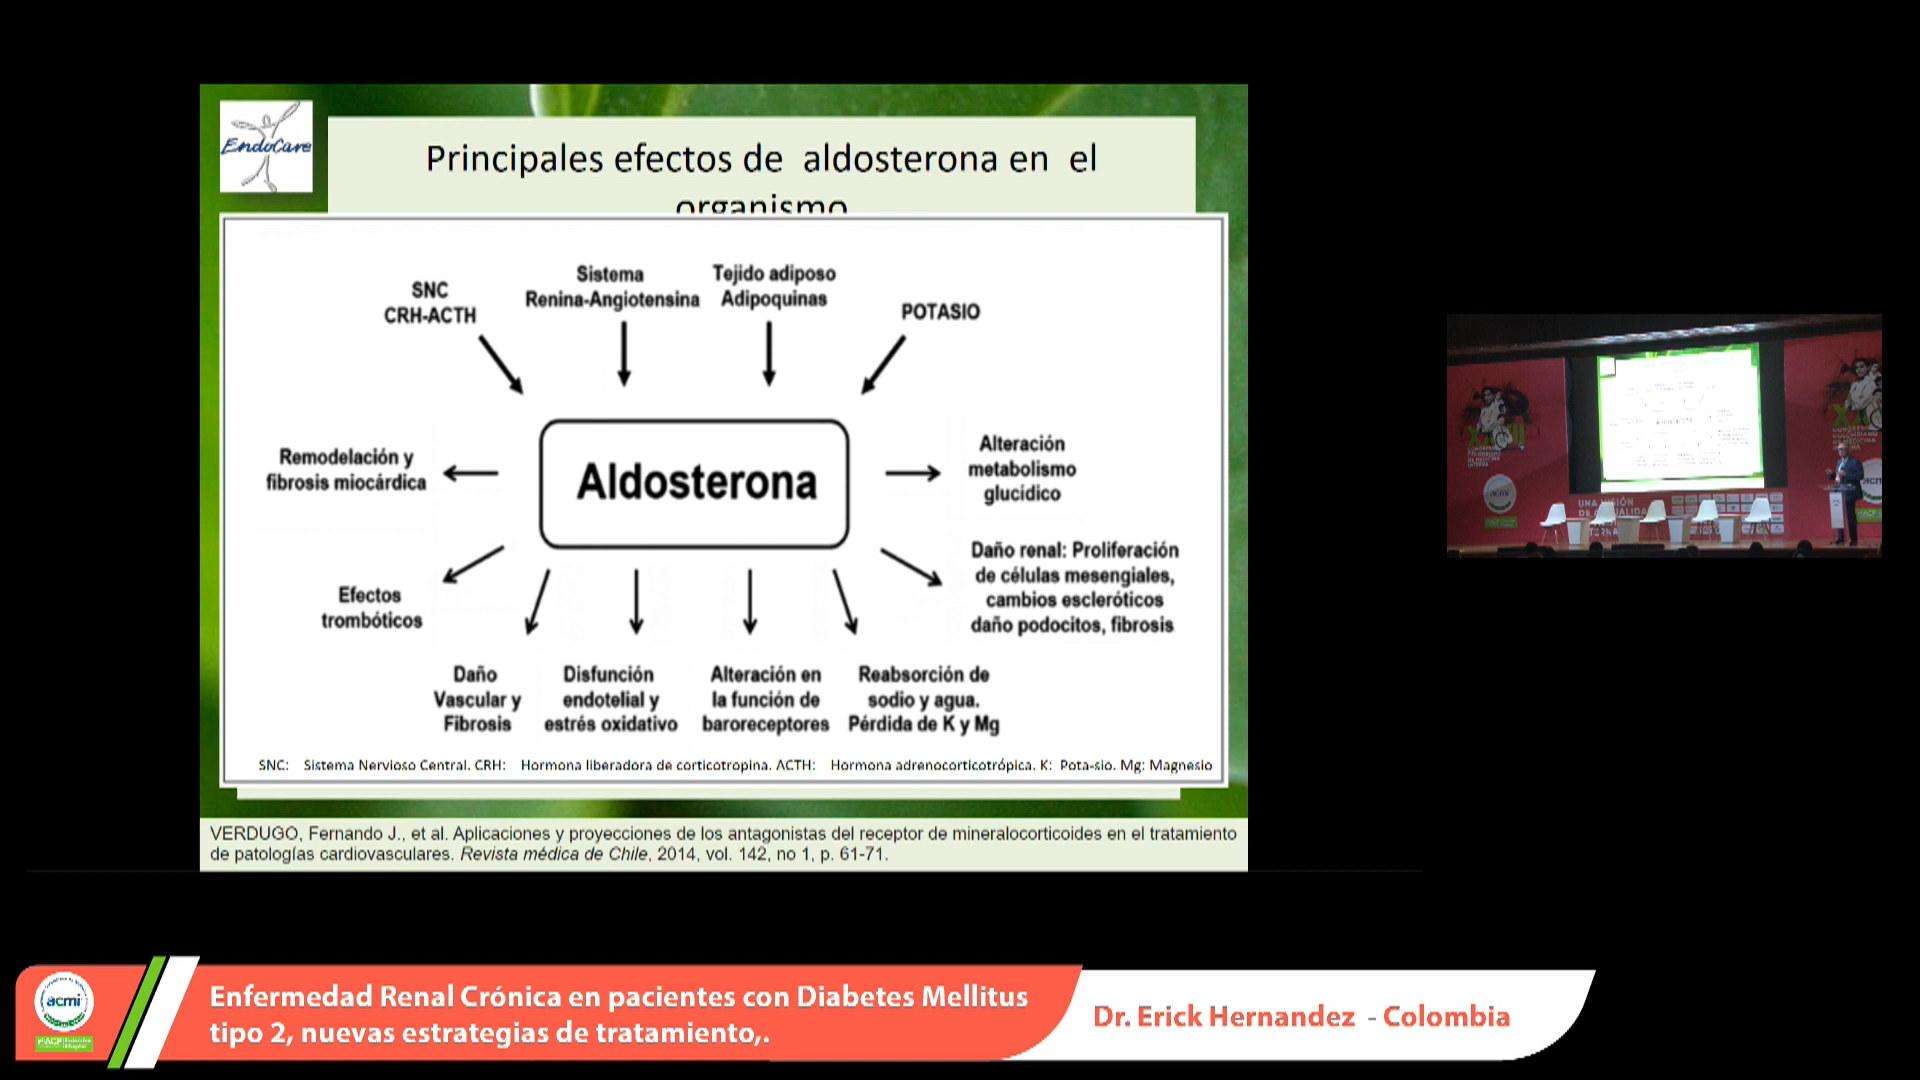 EndoCare
Principales efectos de aldosterona en el
organismo
SNC
CRH-ACTH
Sistema
Renina-Angiotensina
Tejido adiposo
Adipoquinas
POTASIO
Aldosterona
Remodelación y
fibrosis miocárdica
Alteración
metabolismo
glucídico
Efectos
trombóticos
Daño renal: Proliferación
de células mesengiales,
cambios escleróticos
daño podocitos, fibrosis
Daño
Vascular y
Fibrosis
Disfunción
endotelial y
estrés oxidativo
Alteración en
la función de
baroreceptores
Reabsorción de
sodio y agua.
Pérdida de K y Mg
SNC: Sistema Nervioso Central. CRH: Hormona liberadora de corticotropina. ACTH: Hormona adrenocorticotrópica. K: Pota-sio. Mg: Magnesio
VERDUGO, Fernando J., et al. Aplicaciones y proyecciones de los antagonistas del receptor de mineralocorticoides en el tratamiento
de patologías cardiovasculares. Revista médica de Chile, 2014, vol. 142, no 1, p. 61-71.
Aldosterona
acmi
UNA VISIÓN
acmi
ACP
Enfermedad Renal Crónica en pacientes con Diabetes Mellitus
tipo 2, nuevas estrategias de tratamiento,.
Dr. Erick Hernandez - Colombia